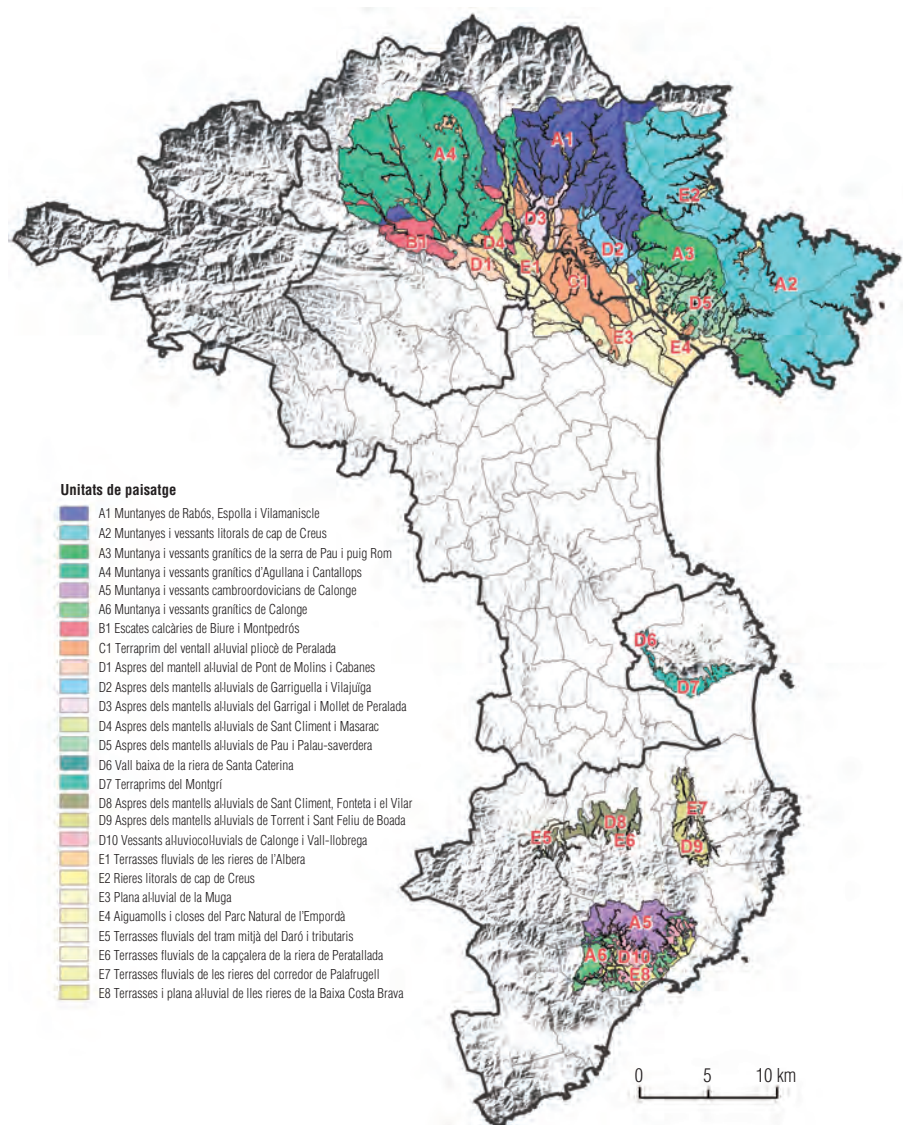 A4
A1
E2
D3
B1
D4
D2
A3
D1
E1
C1
A2
D5
E3
E4
Unitats de paisatge
A1 Muntanyes de Rabós, Espolla i Vilamaniscle
A2 Muntanyes i vessants litorals de cap de Creus
A3 Muntanya i vessants granítics de la serra de Pau i puig Rom
A4 Muntanya i vessants granítics d'Agullana i Cantallops
A5 Muntanya i vessants cambroordovicians de Calonge
A6 Muntanya i vessants granítics de Calonge
B1 Escates calcàries de Biure i Montpedrós
C1 Terraprim del ventall al·luvial pliocè de Peralada
D1 Aspres del mantell al·luvial de Pont de Molins i Cabanes
D2 Aspres dels mantells al·luvials de Garriguella i Vilajuïga
D3 Aspres dels mantells al·luvials del Garrigal i Mollet de Peralada
D4 Aspres dels mantells al·luvials de Sant Climent i Masarac
D5 Aspres dels mantells al·luvials de Pau i Palau-saverdera
D6 Vall baixa de la riera de Santa Caterina
D7 Terraprims del Montgrí
D8 Aspres dels mantells al·luvials de Sant Climent, Fonteta i el Vilar
D9 Aspres dels mantells al·luvials de Torrent i Sant Feliu de Boada
D10 Vessants al·luviocol·luvials de Calonge i Vall-llobrega
E1 Terrasses fluvials de les rieres de l'Albera
E2 Rieres litorals de cap de Creus
E3 Plana al·luvial de la Muga
E4 Aiguamolls i closes del Parc Natural de l'Empordà
E5 Terrasses fluvials del tram mitjà del Daró i tributaris
E6 Terrasses fluvials de la capçalera de la riera de Peratallada
E7 Terrasses fluvials de les rieres del corredor de Palafrugell
E8 Terrasses i plana al·luvial de lles rieres de la Baixa Costa Brava
D6
D7
E7
D8
E5
E6
D9
A5
A6
D10
E8
0 5 10 km